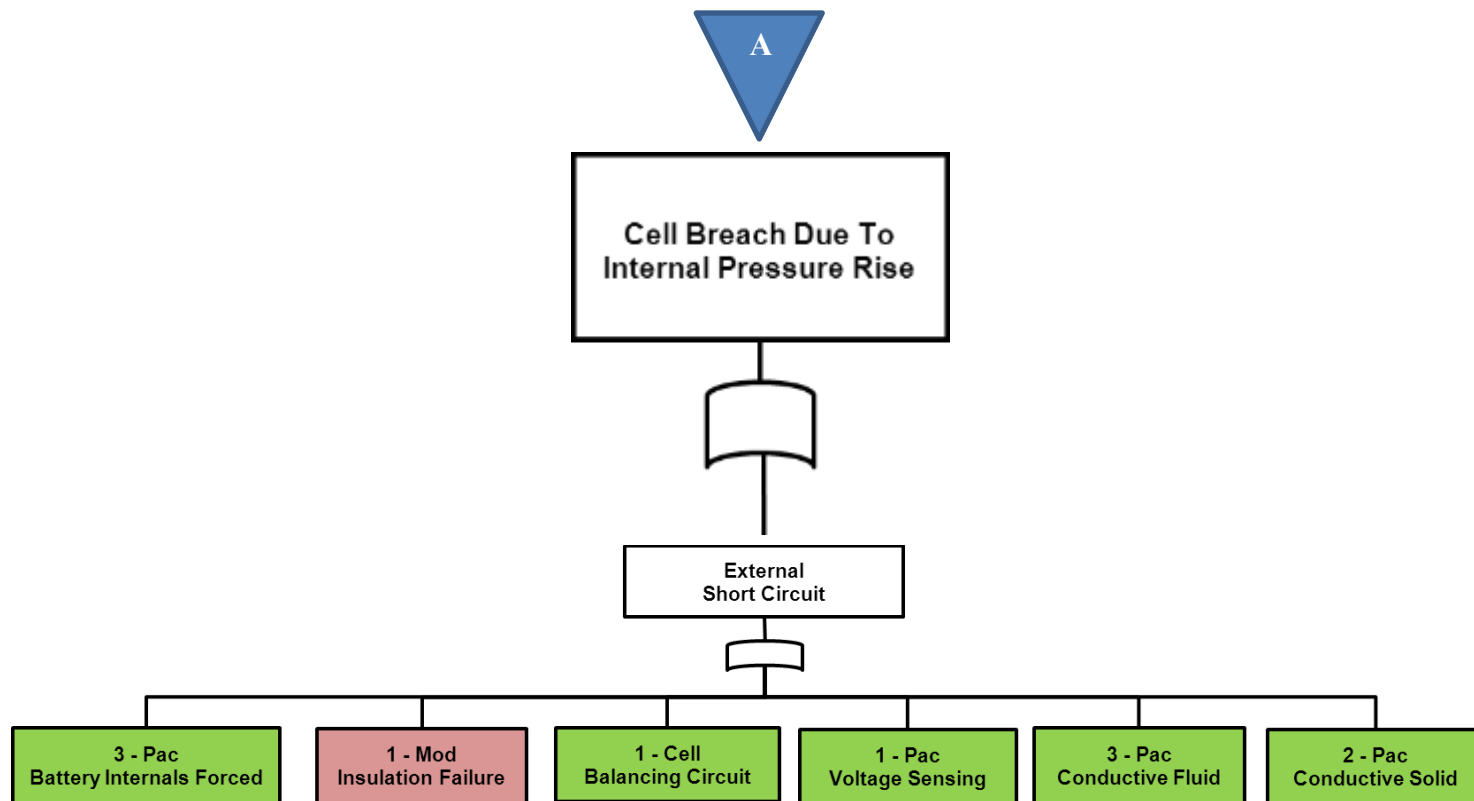 A
Cell Breach Due To
Internal Pressure Rise
External
Short Circuit
3 - Pac
Battery Internals Forced
1 - Mod
Insulation Failure
1 - Cell
Balancing Circuit
1 - Pac
Voltage Sensing
3 - Pac
Conductive Fluid
2 - Pac
Conductive Solid